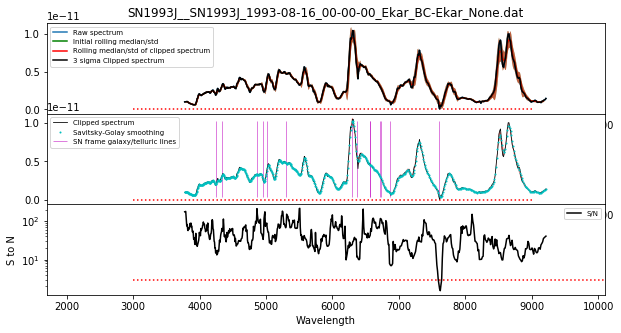 SN1993J__SN1993J_1993-08-16_00-00-00_Ekar_BC-Ekar_None.dat
1e−11
Raw spectrum
Initial rolling median/std
Rolling median/std of clipped spectrum
3 sigma Clipped spectrum
1.0
0.5
0.0
1e−11
00
Clipped spectrum
Savitsky-Golay smoothing
SN frame galaxy/telluric lines
1.0
0.5
0.0
00
S/N
10²
10¹
S to N
2000 3000 4000 5000 6000 7000 8000 9000 10000
Wavelength